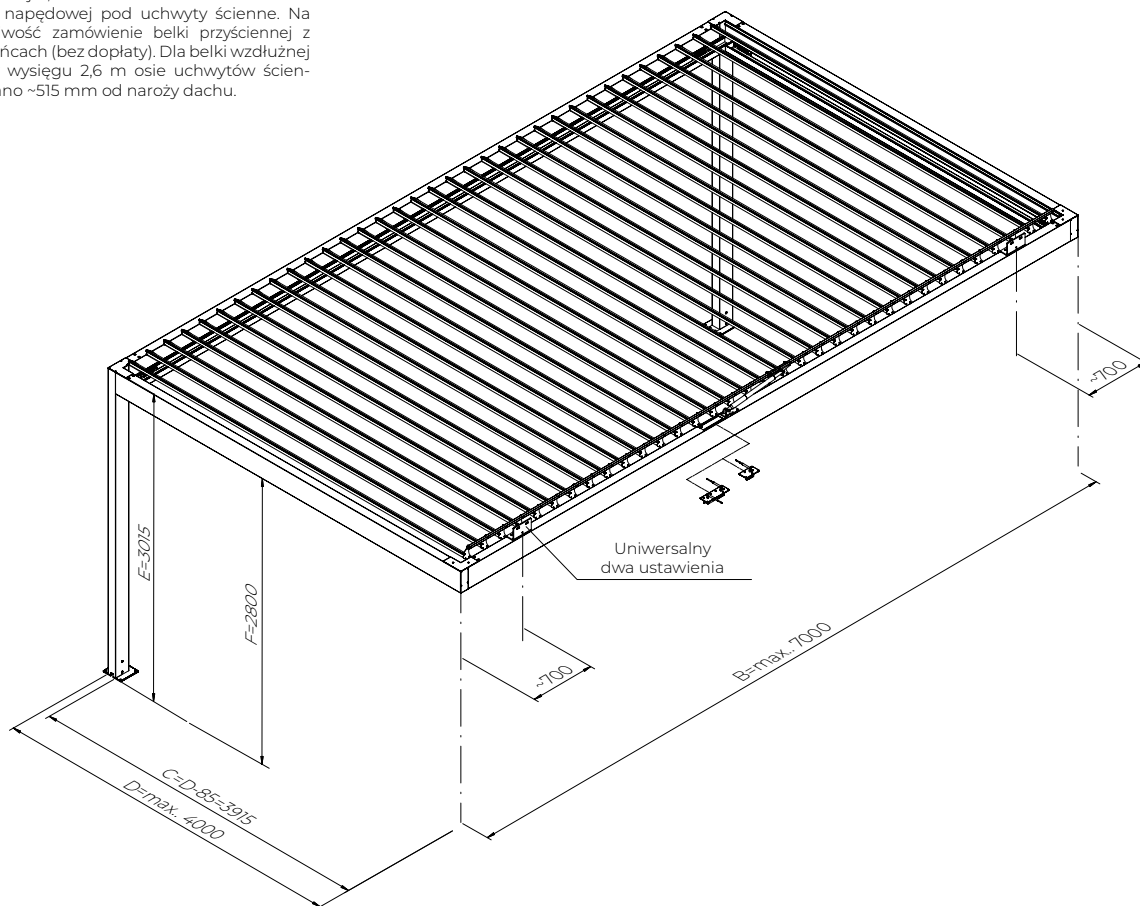 napędowej pod uchwyty ścienne. Na
wość zamówienie belki przyściennej z
ńcach (bez dopłaty). Dla belki wzdłużnej
wysięgu 2,6 m osie uchwytów ścien-
no ~515 mm od naroży dachu.
~700
E=3015
F=2800
Uniwersalny
dwa ustawienia
~700
B=max.. 7000
C=D-85=3915
D=max.. 4000